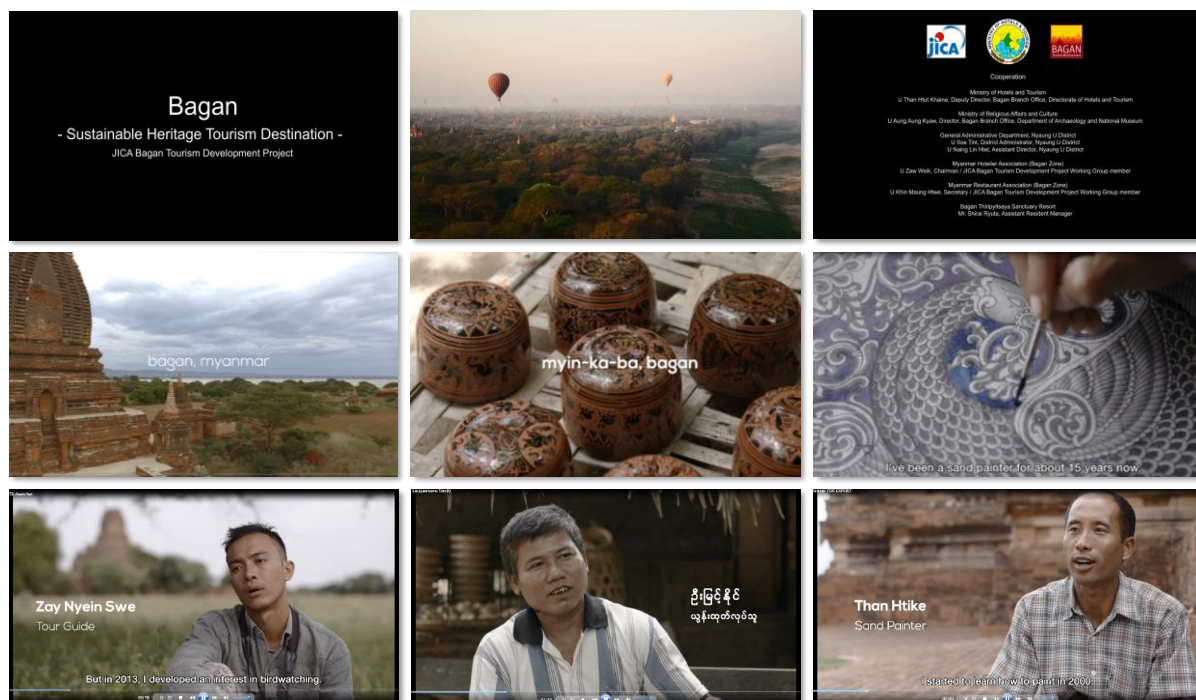 Bagan
- Sustainable Heritage Tourism Destination -
JICA Bagan Tourism Development Project
JICA
MINISTRY OF HOTELS & TOURISM
BAGAN
Cooperation
Ministry of Hotels and Tourism
U Than Htut Khaine, Deputy Director, Bagan Branch Office, Directorate of Hotels and Tourism
Ministry of Religious Affairs and Culture
U Aung Aung Kyaw, Director, Bagan Branch Office, Department of Archaeology and National Museum
General Administrative Department, Nyaung U District
U Soe Tint, District Administrator, Nyaung U District
U Naing Lin Htet, Assistant Director, Nyaung U District
Myanmar Hotelier Association (Bagan Zone)
U Zaw Weik, Chairman / JICA Bagan Tourism Development Project Working Group member
Myanmar Restaurant Association (Bagan Zone)
U Khin Maung Htwe, Secretary / JICA Bagan Tourism Development Project Working Group member
Bagan Thiripyitsaya Sanctuary Resort
Mr. Shirai Ryuta, Assistant Resident Manager
bagan, myanmar
myin-ka-ba, bagan
I've been a sand painter for about 15 years now.
Zay Nyein Swe
Tour Guide
But in 2013, I developed an interest in birdwatching.
ဦးမြင့်နိုင်
ယွန်းထုတ်လုပ်သူ
Than Htike
Sand Painter
I started to learn how to paint in 2000.